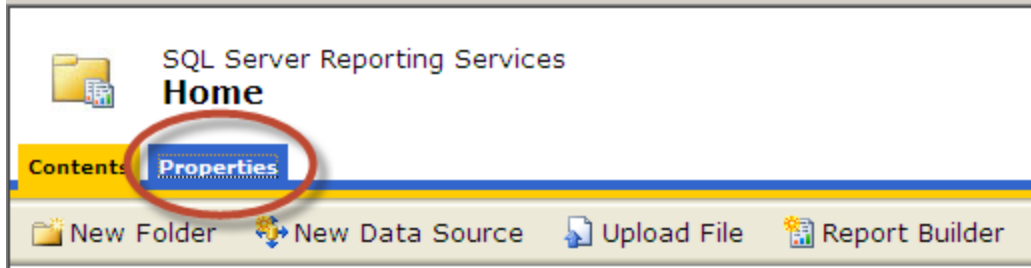 SQL Server Reporting Services
Home
Contents Properties
New Folder New Data Source Upload File Report Builder